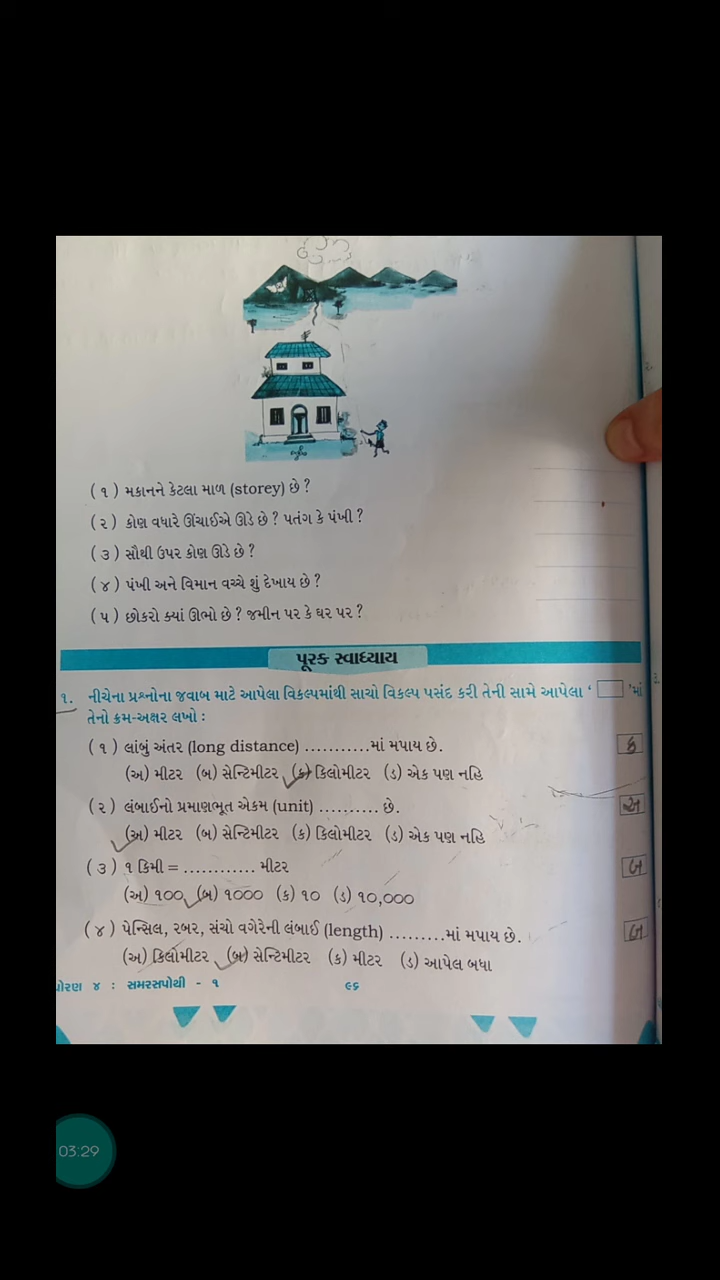 (૧) મકાનને કેટલા માળ (storey) છે?
(૨) કોણ વધારે ઊંચાઈએ ઊડે છે? પતંગ કે પંખી?
(૩) સૌથી ઉપર કોણ ઊડે છે?
(૪) પંખી અને વિમાન વચ્ચે શું દેખાય છે?
(૫) છોકરો ક્યાં ઊભો છે? જમીન પર કે ઘર પર?
પૂરક સ્વાધ્યાય
૧. નીચેના પ્રશ્નોના જવાબ માટે આપેલા વિકલ્પમાંથી સાચો વિકલ્પ પસંદ કરી તેની સામે આપેલા ‘ ’માં
તેનો ક્રમ-અક્ષર લખો :
(૧) લાંબું અંતર (long distance) ...........માં મપાય છે. ક
(અ) મીટર (બ) સેન્ટિમીટર (ક) કિલોમીટર (ડ) એક પણ નહિ
(૨) લંબાઈનો પ્રમાણભૂત એકમ (unit) .......... છે. અ
(અ) મીટર (બ) સેન્ટિમીટર (ક) કિલોમીટર (ડ) એક પણ નહિ
(૩) ૧ કિમી = ............ મીટર બ
(અ) ૧૦૦ (બ) ૧૦૦૦ (ક) ૧૦ (ડ) ૧૦,૦૦૦
(૪) પેન્સિલ, રબર, સંચો વગેરેની લંબાઈ (length) .........માં મપાય છે. બ
(અ) કિલોમીટર (બ) સેન્ટિમીટર (ક) મીટર (ડ) આપેલ બધા
ધોરણ ૪ : સમરસપોથી - ૧ ૯૬
03:29